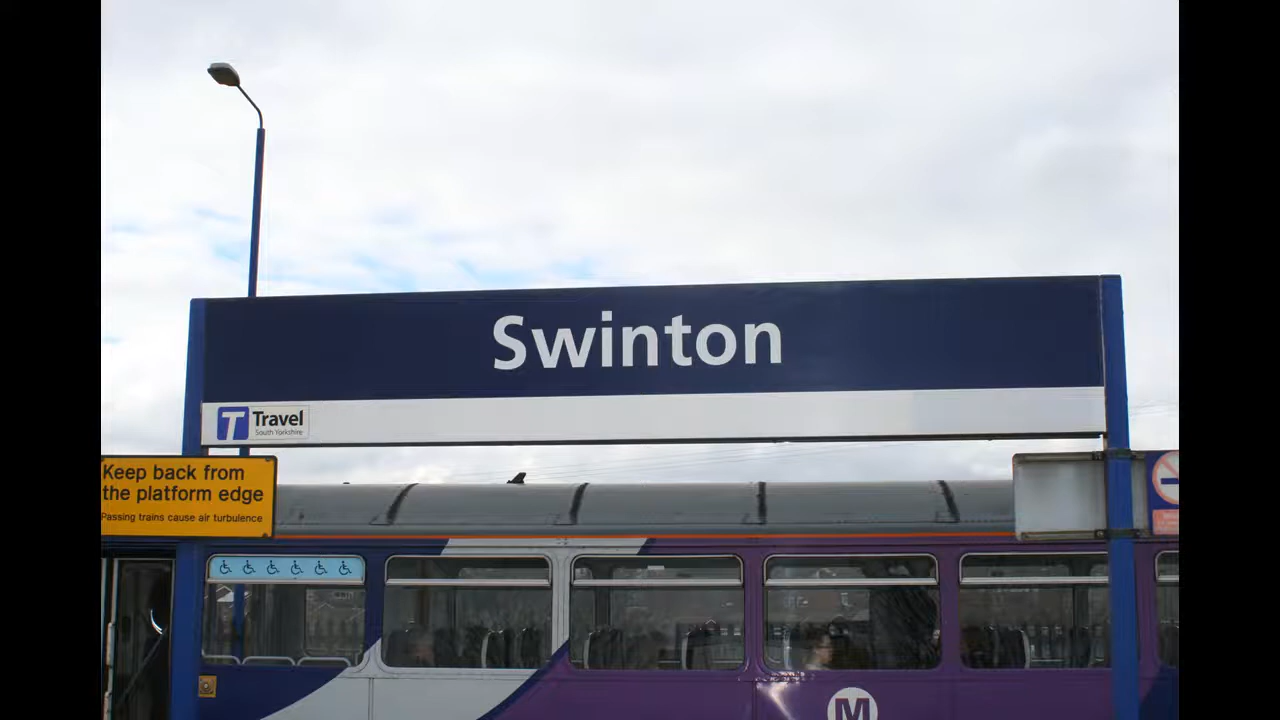 Swinton
T Travel
South Yorkshire
Keep back from
the platform edge
Passing trains cause air turbulence
M